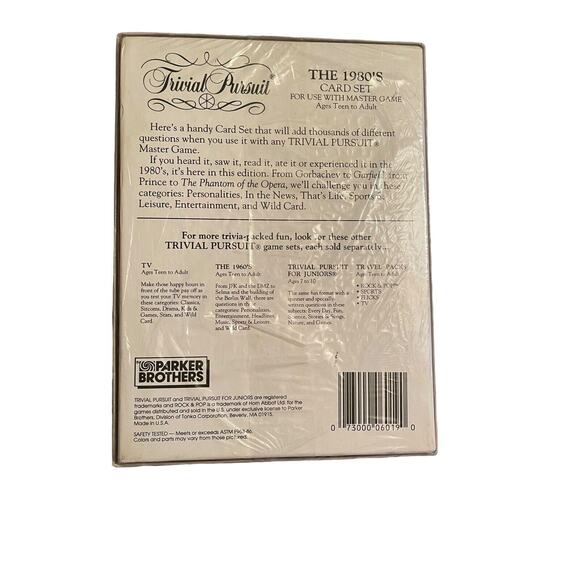 Trivial Pursuit®
THE 1980'S
CARD SET
FOR USE WITH MASTER GAME
Ages Teen to Adult
Here's a handy Card Set that will add thousands of different
questions when you use it with any TRIVIAL PURSUIT®
Master Game.
If you heard it, saw it, read it, ate it or experienced it in the
1980's, it's here in this edition. From Gorbachev to Garfield, from
Prince to The Phantom of the Opera, we'll challenge you in these
categories: Personalities, In the News, That's Life, Sports &
Leisure, Entertainment, and Wild Card.
For more trivia-packed fun, look for these other
TRIVIAL PURSUIT® game sets, each sold separately...
TV
Ages Teen to Adult
Make those happy hours in
front of the tube pay off as
you test your TV memory in
these categories: Classics,
Sitcoms, Drama, Kids &
Games, Stars, and Wild
Card.
THE 1960'S
Ages Teen to Adult
From JFK and the DMZ to
Selma and the building of
the Berlin Wall, there are
questions in these
categories: Personalities,
Entertainment, Headlines,
Music, Sports & Leisure,
and Wild Card.
TRIVIAL PURSUIT
FOR JUNIORS®
Ages 7 to 10
The same fun format with a
spinner and specially-
written questions in these
subjects: Every Day, Fun,
Science, Stories & Songs,
Nature, and Games.
TRAVEL PACKS
Ages Teen to Adult
• ROCK & POP™
• SPORTS
• FLICKS
• TV
PARKER
BROTHERS
TRIVIAL PURSUIT and TRIVIAL PURSUIT FOR JUNIORS are registered
trademarks and ROCK & POP is a trademark of Horn Abbot Ltd. for the
games distributed and sold in the U.S. under exclusive license to Parker
Brothers, Division of Tonka Corporation, Beverly, MA 01915.
Made in U.S.A.
SAFETY TESTED — Meets or exceeds ASTM F963-86.
Colors and parts may vary from those pictured.
0 73000 06019 0